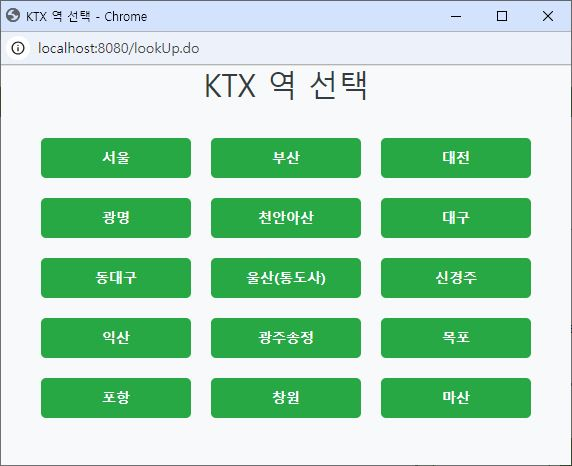 KTX 역 선택 - Chrome
localhost:8080/lookUp.do
KTX 역 선택
서울 부산 대전
광명 천안아산 대구
동대구 울산(통도사) 신경주
익산 광주송정 목포
포항 창원 마산